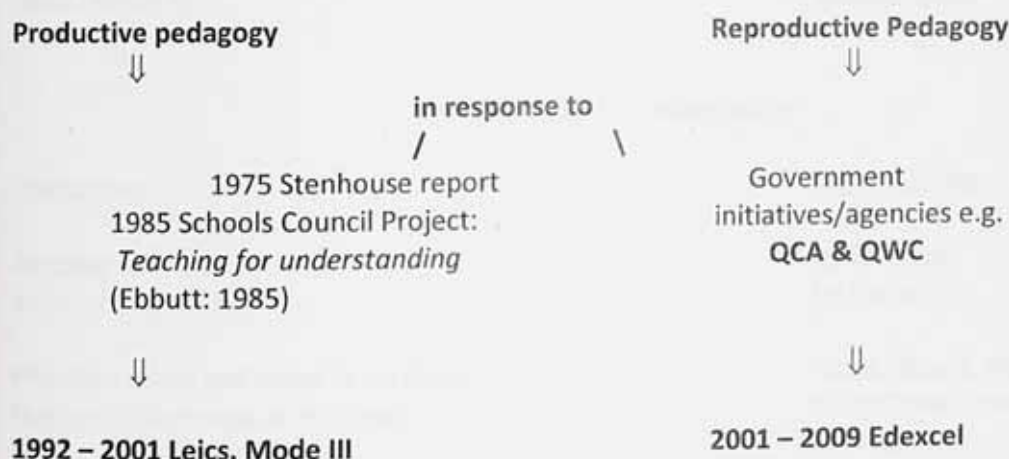 Productive pedagogy
Reproductive Pedagogy
⇓
⇓
in response to
/ \
1975 Stenhouse report
1985 Schools Council Project:
Teaching for understanding
(Ebbutt: 1985)
Government
initiatives/agencies e.g.
QCA & QWC
⇓
⇓
1992 – 2001 Leics. Mode III
2001 – 2009 Edexcel